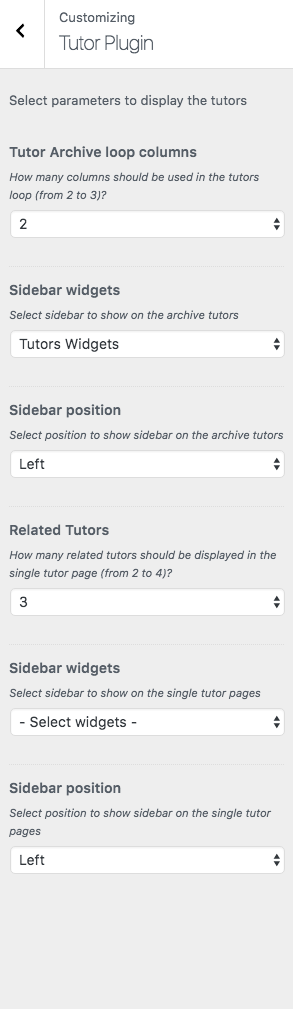 Customizing
Tutor Plugin
Select parameters to display the tutors
Tutor Archive loop columns
How many columns should be used in the tutors
loop (from 2 to 3)?
2
Sidebar widgets
Select sidebar to show on the archive tutors
Tutors Widgets
Sidebar position
Select position to show sidebar on the archive tutors
Left
Related Tutors
How many related tutors should be displayed in the
single tutor page (from 2 to 4)?
3
Sidebar widgets
Select sidebar to show on the single tutor pages
- Select widgets -
Sidebar position
Select position to show sidebar on the single tutor
pages
Left